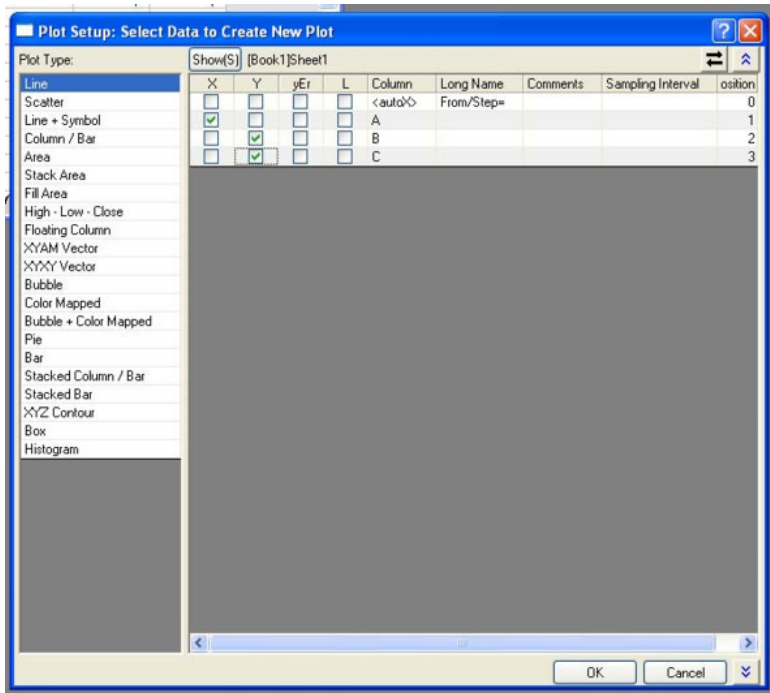 Plot Setup: Select Data to Create New Plot
Plot Type:
Show(S) [Book1]Sheet1
X Y yEr L Column Long Name Comments Sampling Interval osition
<autoX> From/Step= 0
A 1
B 2
C 3
Line
Scatter
Line + Symbol
Column / Bar
Area
Stack Area
Fill Area
High - Low - Close
Floating Column
XYAM Vector
XYXY Vector
Bubble
Color Mapped
Bubble + Color Mapped
Pie
Bar
Stacked Column / Bar
Stacked Bar
XYZ Contour
Box
Histogram
OK Cancel